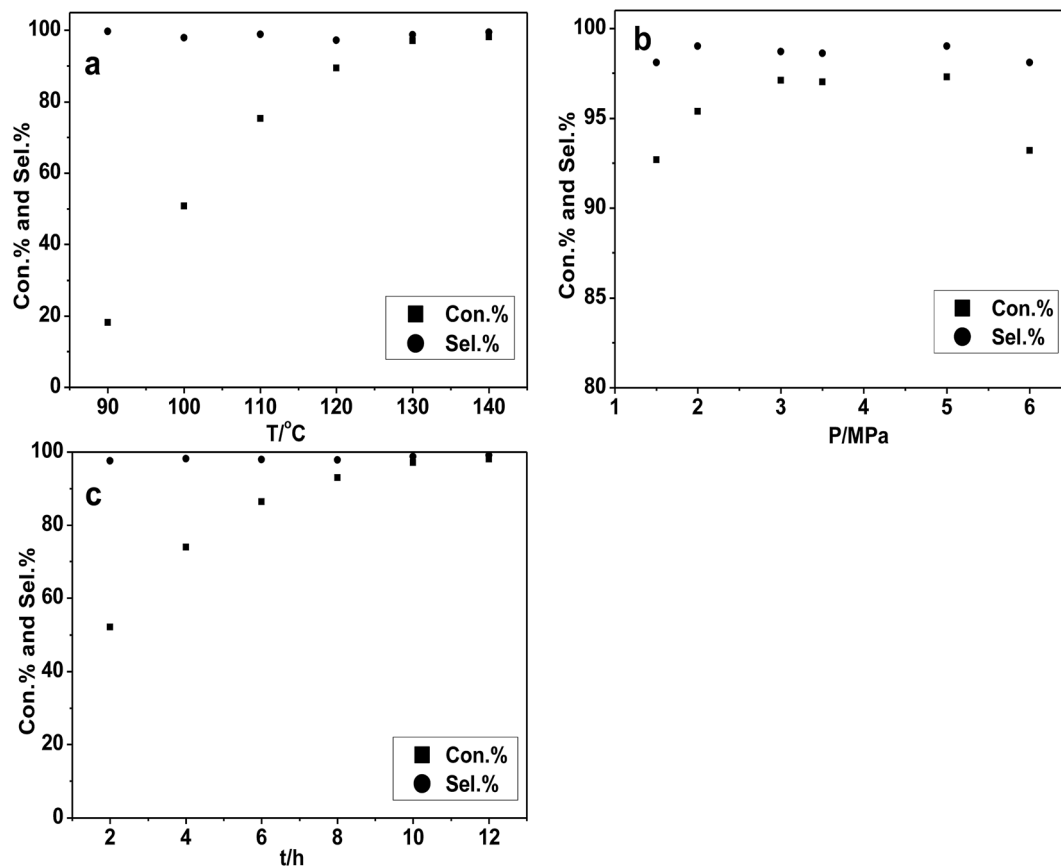 a
Con.% and Sel.%
100
80
60
40
20
0
Con.%
Sel.%
90 100 110 120 130 140
T/°C
b
Con.% and Sel.%
100
95
90
85
80
Con.%
Sel.%
1 2 3 4 5 6
P/MPa
c
Con.% and Sel.%
100
80
60
40
20
0
Con.%
Sel.%
2 4 6 8 10 12
t/h